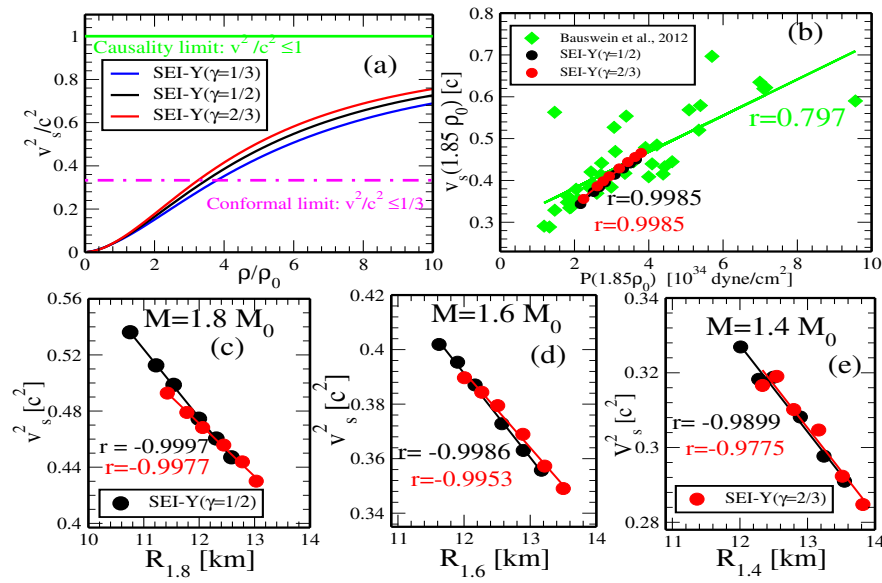 Causality limit: v²/c² ≤1
(a)
SEI-Y(γ=1/3)
SEI-Y(γ=1/2)
SEI-Y(γ=2/3)
Conformal limit: v²/c² ≤1/3
v²ₛ/c²
0
0.2
0.4
0.6
0.8
1
0 2 4 6 8 10
ρ/ρ₀
(b)
Bauswein et al., 2012
SEI-Y(γ=1/2)
SEI-Y(γ=2/3)
r=0.797
r=0.9985
r=0.9985
vₛ(1.85 ρ₀) [c]
0.3
0.4
0.5
0.6
0.7
0.8
0 2 4 6 8 10
P(1.85ρ₀) [10³⁴ dyne/cm²]
M=1.8 M₀
(c)
r = -0.9997
r=-0.9977
SEI-Y(γ=1/2)
v²ₛ [c²]
0.4
0.44
0.48
0.52
0.56
10 11 12 13 14
R₁.₈ [km]
M=1.6 M₀
(d)
r= -0.9986
r=-0.9953
v²ₛ [c²]
0.34
0.36
0.38
0.4
0.42
11 12 13 14
R₁.₆ [km]
M=1.4 M₀
(e)
r= -0.9899
r=-0.9775
SEI-Y(γ=2/3)
V²ₛ [c²]
0.28
0.3
0.32
0.34
11 12 13 14
R₁.₄ [km]